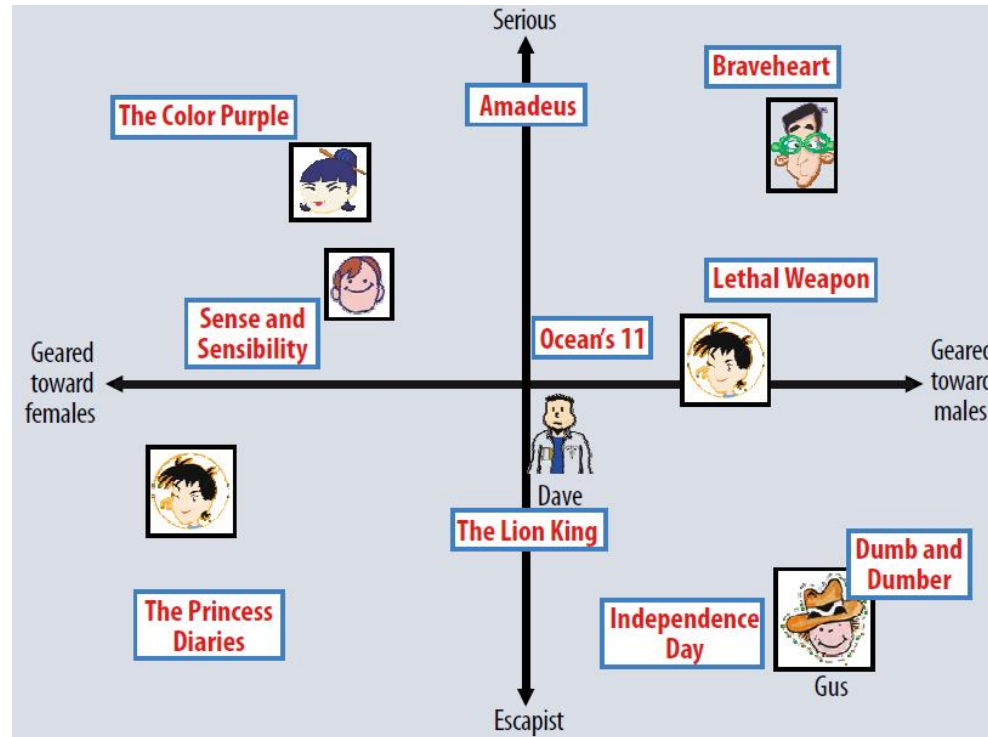 Serious
Braveheart
The Color Purple
Amadeus
Lethal Weapon
Sense and
Sensibility
Ocean's 11
Geared
toward
females
Geared
toward
males
Dave
The Lion King
Dumb and
Dumber
The Princess
Diaries
Independence
Day
Gus
Escapist